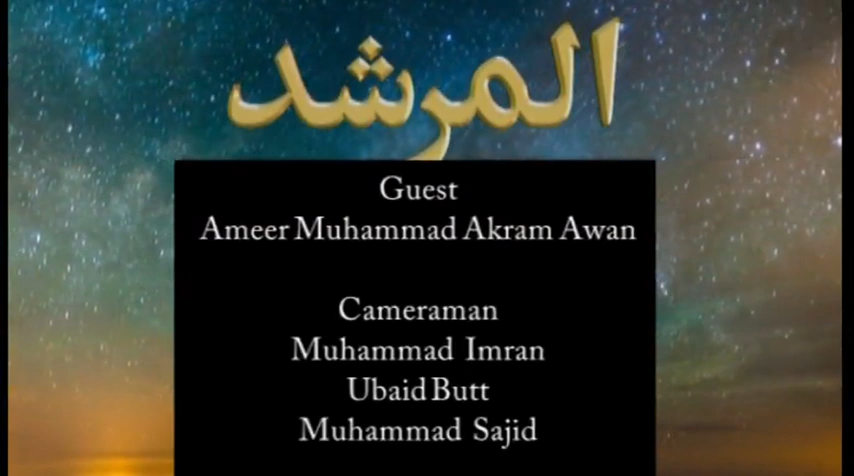 المرشد
Guest
Ameer Muhammad Akram Awan
Cameraman
Muhammad Imran
Ubaid Butt
Muhammad Sajid